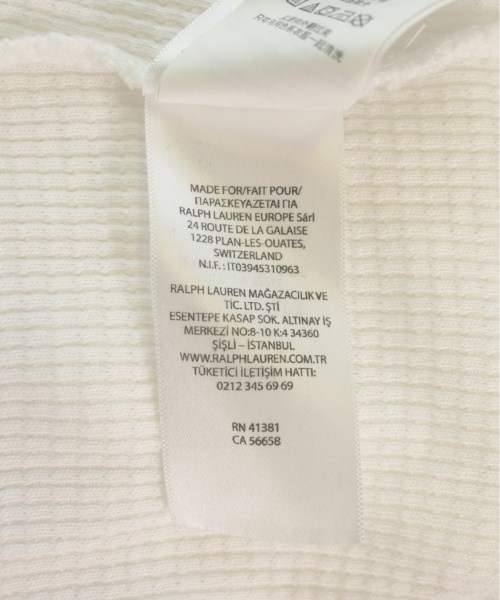 MADE FOR/FAIT POUR/
ΠΑΡΑΣΚΕΥΑΖΕΤΑΙ ΓΙΑ
RALPH LAUREN EUROPE Sárl
24 ROUTE DE LA GALAISE
1228 PLAN-LES-OUATES,
SWITZERLAND
N.I.F. : IT03945310963
RALPH LAUREN MAĞAZACILIK VE
TİC. LTD. ŞTİ
ESENTEPE KASAP SOK. ALTINAY İŞ
MERKEZİ NO:8-10 K:4 34360
ŞİŞLİ – İSTANBUL
WWW.RALPHLAUREN.COM.TR
TÜKETİCİ İLETİŞİM HATTI:
0212 345 69 69
RN 41381
CA 56658